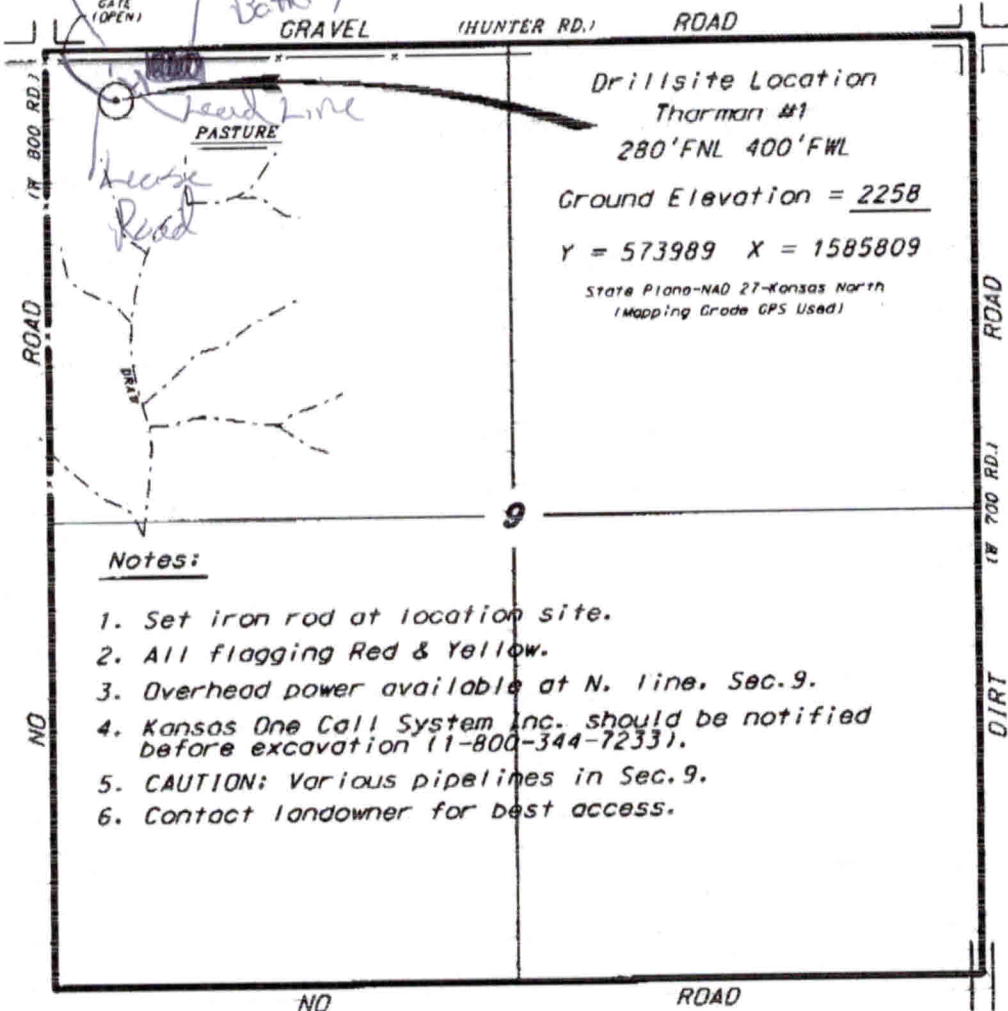 GATE
(OPEN)
GRAVEL (HUNTER RD.) ROAD
Lead Line
PASTURE
Lease
Road
Drillsite Location
Tharman #1
280'FNL 400'FWL
Ground Elevation = 2258
Y = 573989 X = 1585809
State Plane-NAD 27-Kansas North
(Mapping Grade GPS Used)
NO ROAD (W 800 RD.)
DIRT (W 700 RD.) ROAD
DRAW
9
Notes:
1. Set iron rod at location site.
2. All flagging Red & Yellow.
3. Overhead power available at N. line. Sec.9.
4. Kansas One Call System Inc. should be notified
before excavation (1-800-344-7233).
5. CAUTION: Various pipelines in Sec.9.
6. Contact landowner for best access.
NO ROAD